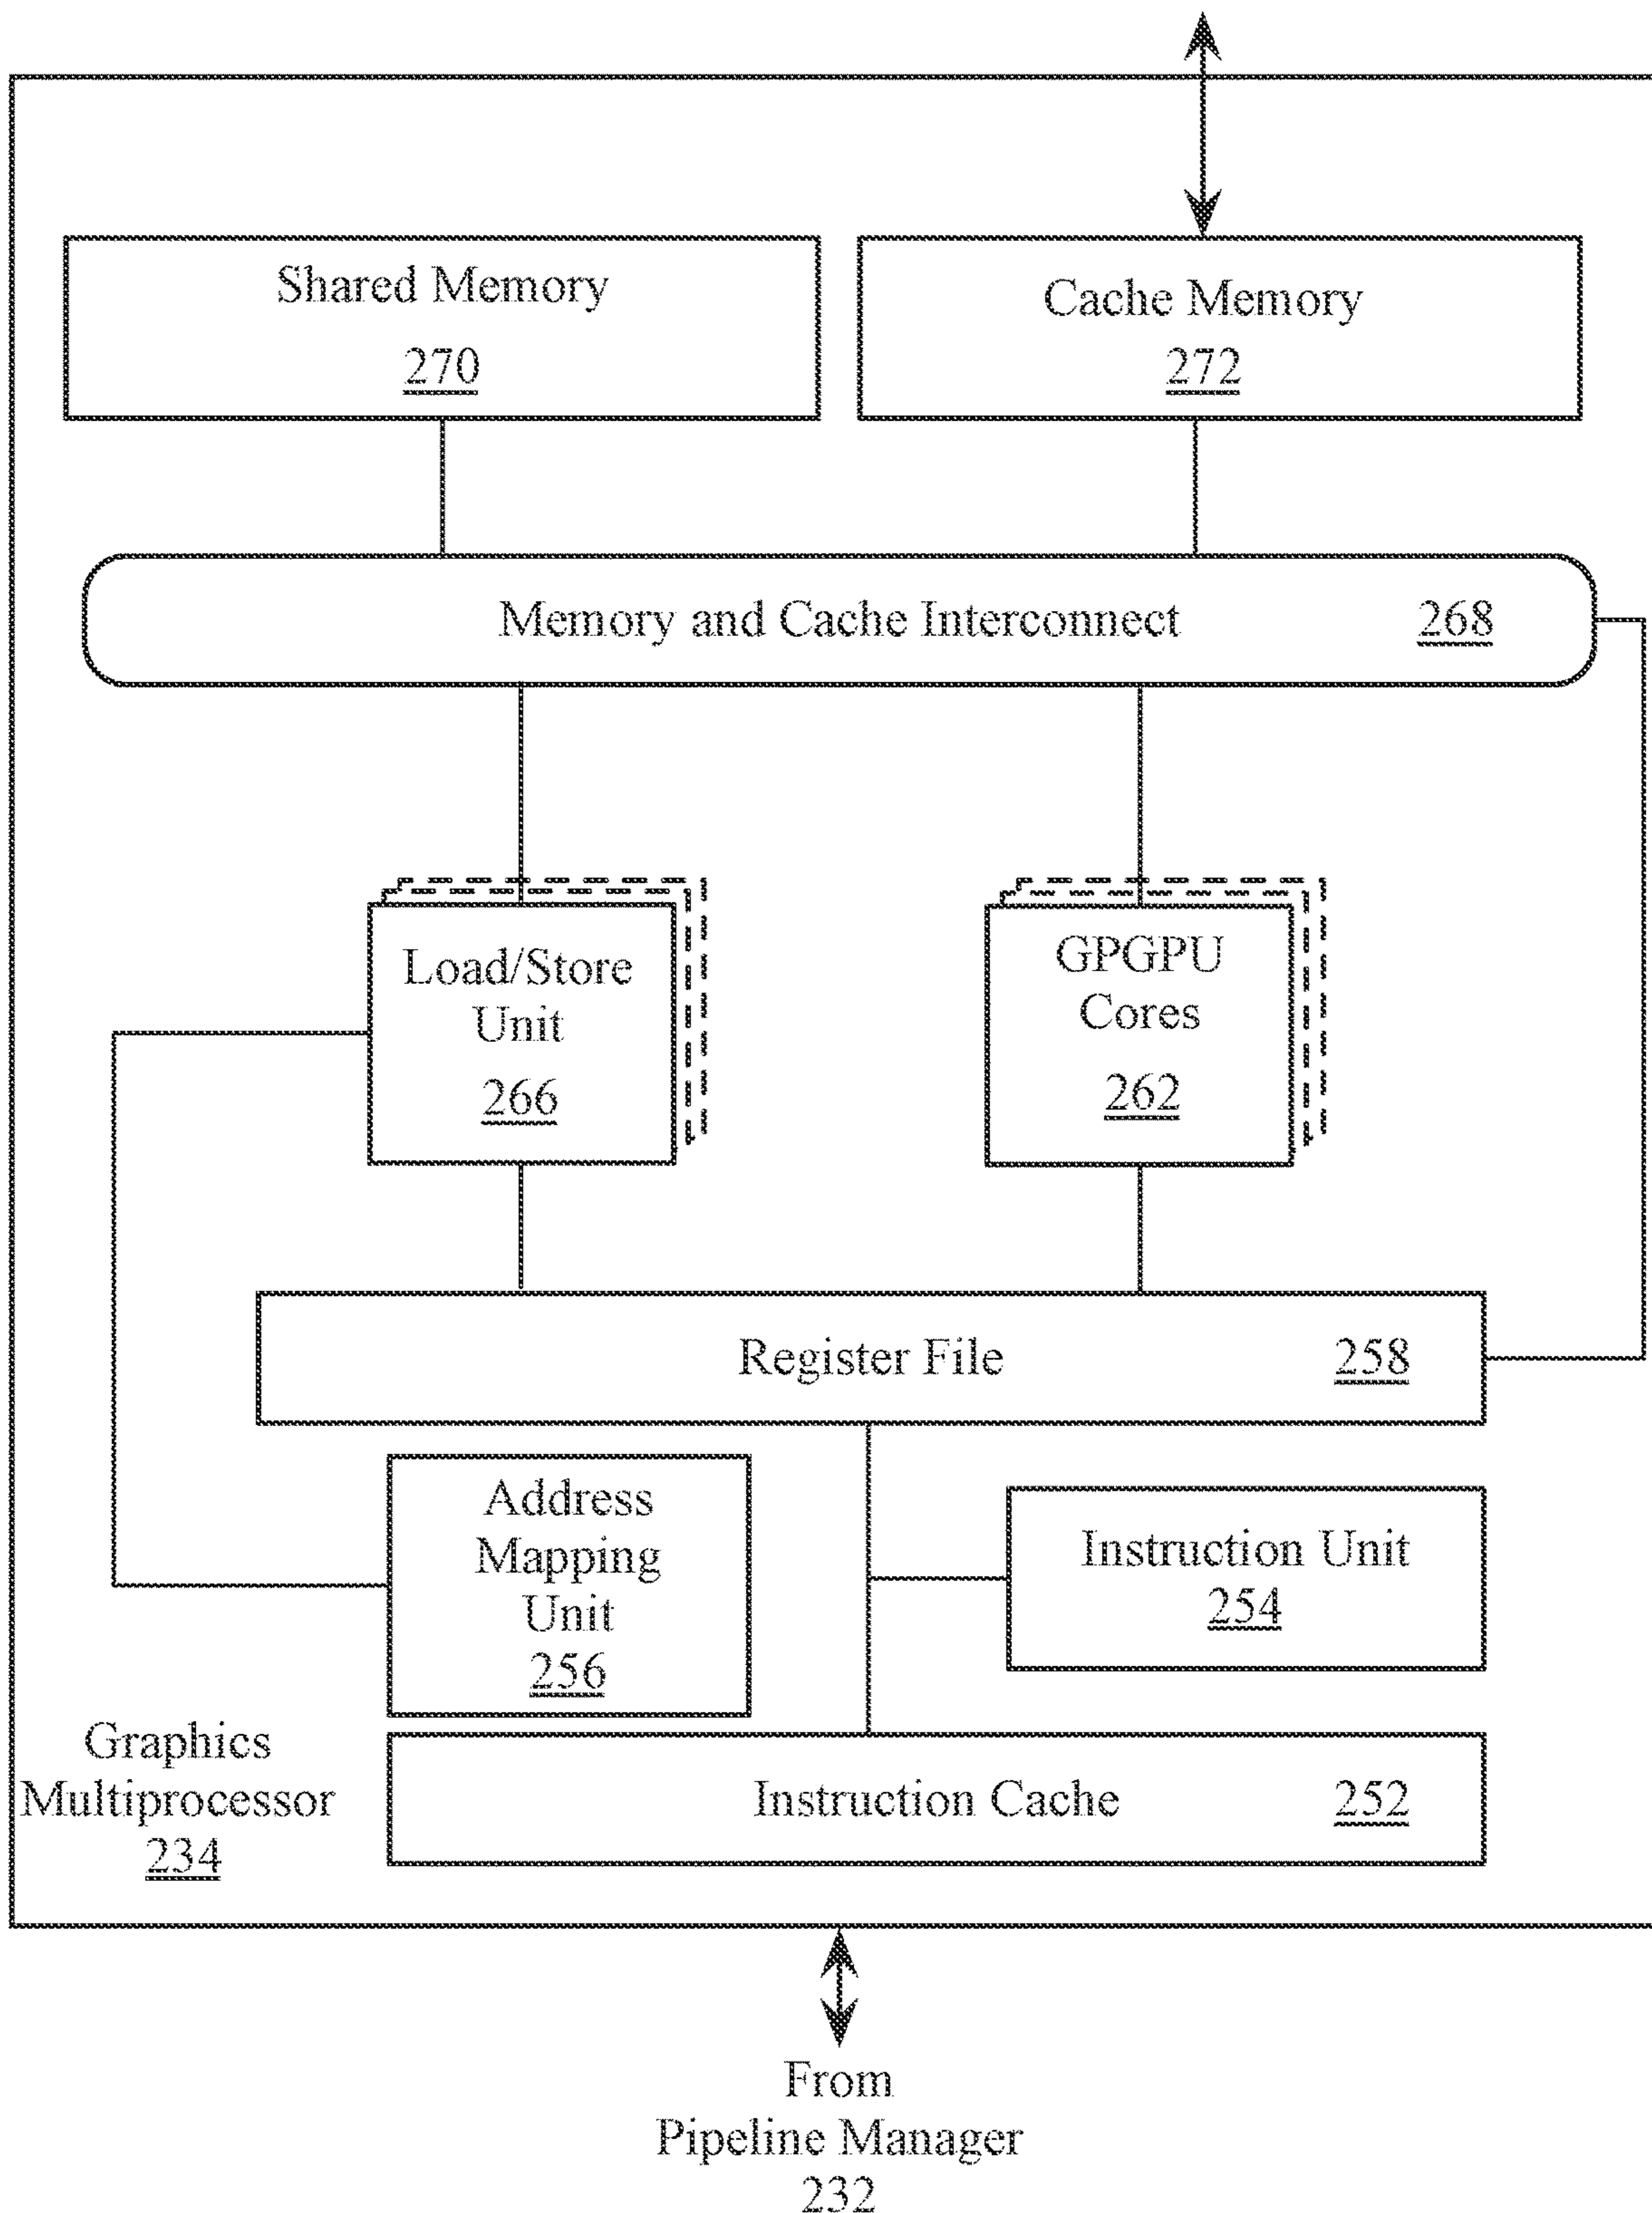 Shared Memory
270
Cache Memory
272
Memory and Cache Interconnect 268
Load/Store
Unit
266
GPGPU
Cores
262
Register File 258
Address
Mapping
Unit
256
Instruction Unit
254
Graphics
Multiprocessor
234
Instruction Cache 252
From
Pipeline Manager
232